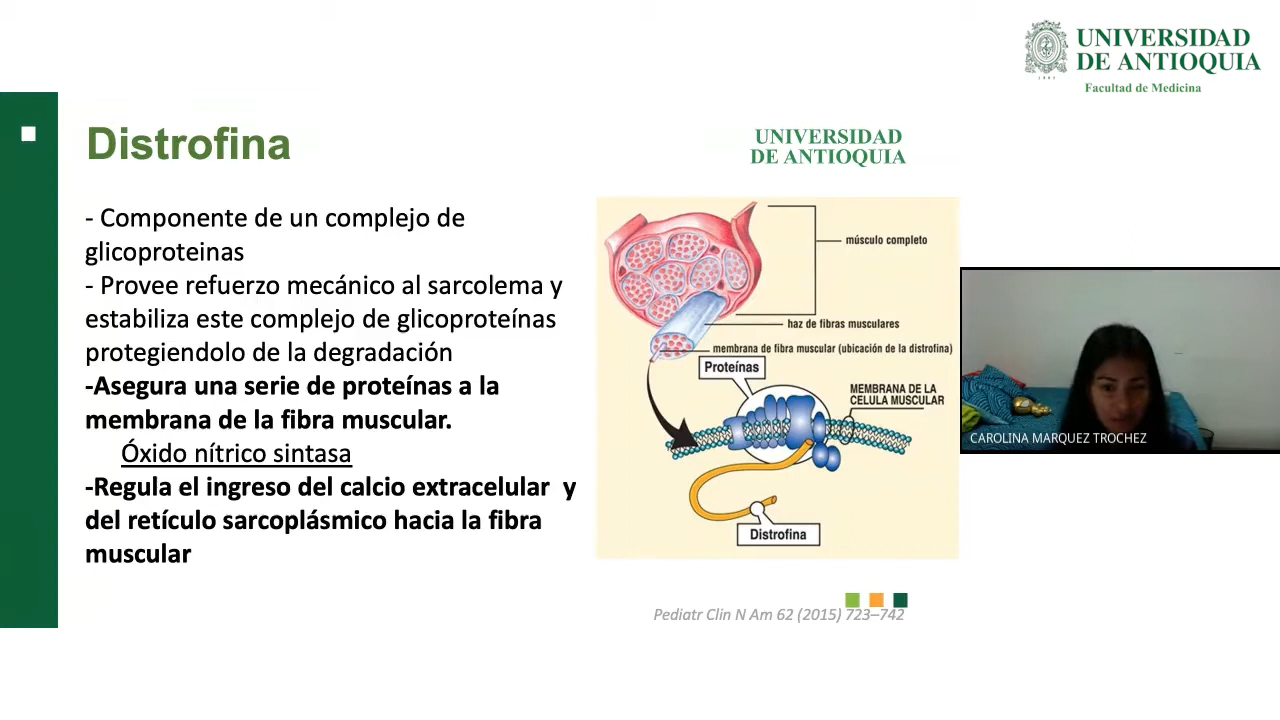 UNIVERSIDAD
DE ANTIOQUIA
1803
Facultad de Medicina
Distrofina
UNIVERSIDAD
DE ANTIOQUIA
- Componente de un complejo de
glicoproteinas
- Provee refuerzo mecánico al sarcolema y
estabiliza este complejo de glicoproteínas
protegiendolo de la degradación
-Asegura una serie de proteínas a la
membrana de la fibra muscular.
Óxido nítrico sintasa
-Regula el ingreso del calcio extracelular y
del retículo sarcoplásmico hacia la fibra
muscular
músculo completo
haz de fibras musculares
membrana de fibra muscular (ubicación de la distrofina)
Proteínas
MEMBRANA DE LA
CELULA MUSCULAR
Distrofina
Pediatr Clin N Am 62 (2015) 723–742
CAROLINA MARQUEZ TROCHEZ